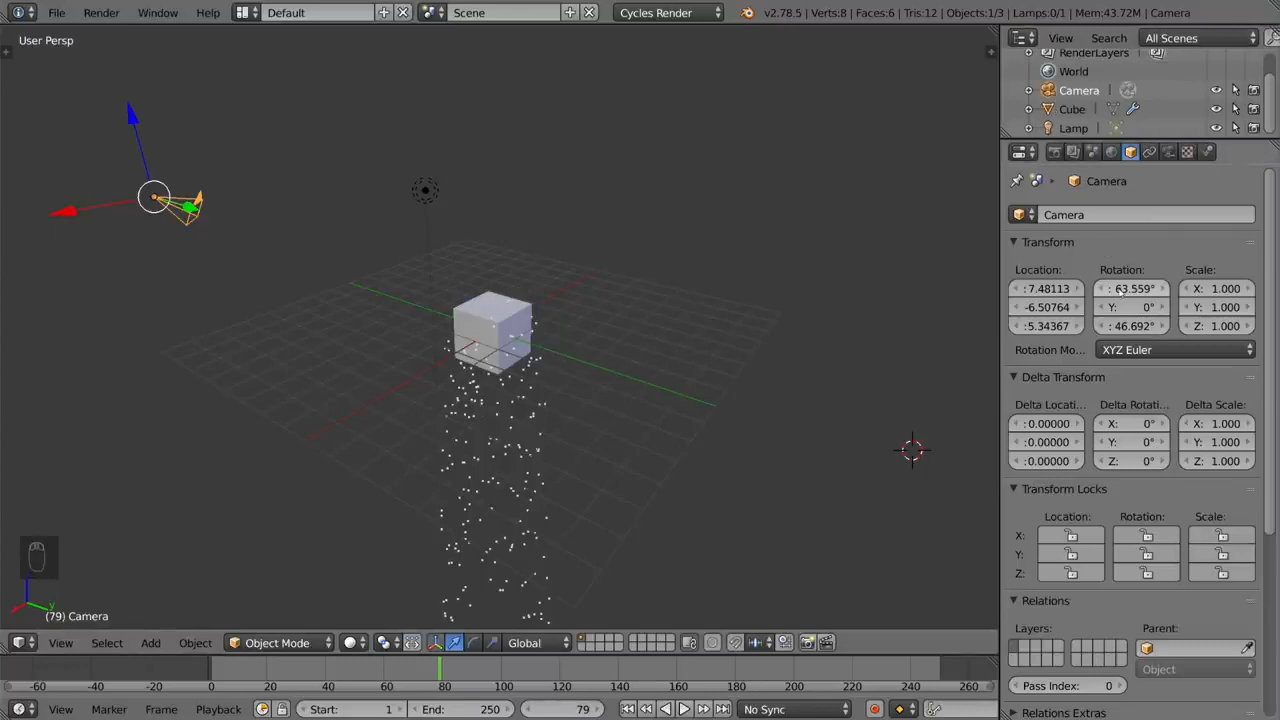 File Render Window Help Default Scene Cycles Render v2.78.5 | Verts:8 | Faces:6 | Tris:12 | Objects:1/3 | Lamps:0/1 | Mem:43.72M | Camera
User Persp
View Search All Scenes
RenderLayers
World
Camera
Cube
Lamp
Camera
Camera
Transform
Location: Rotation: Scale:
:7.48113 : 63.559° X: 1.000
-6.50764 Y: 0° Y: 1.000
:5.34367 : 46.692° Z: 1.000
Rotation Mo... XYZ Euler
Delta Transform
Delta Locati... Delta Rotati... Delta Scale:
:0.00000 X: 0° X: 1.000
:0.00000 Y: 0° Y: 1.000
:0.00000 Z: 0° Z: 1.000
Transform Locks
Location: Rotation: Scale:
X:
Y:
Z:
Relations
Layers: Parent:
Object
Pass Index: 0
Relations Extras
y
(79) Camera
View Select Add Object Object Mode Global
-60 -40 -20 0 20 40 60 80 100 120 140 160 180 200 220 240 260
View Marker Frame Playback Start: 1 End: 250 79 No Sync